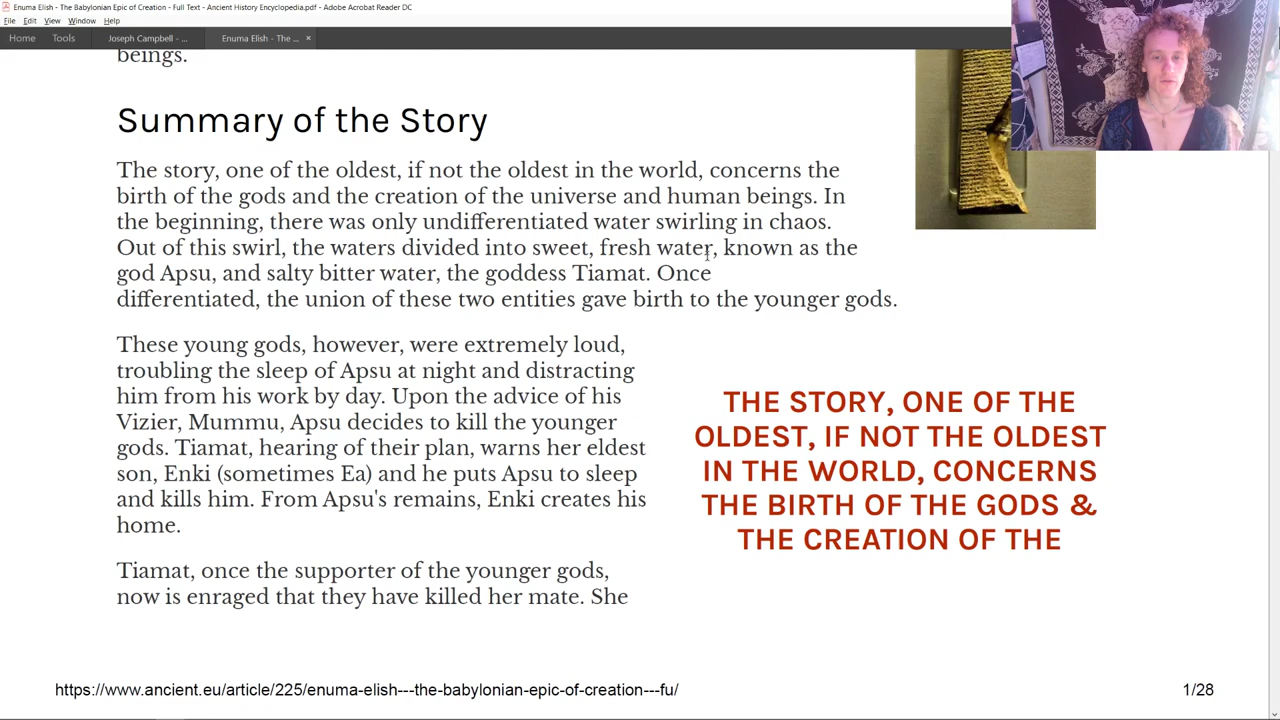 Enuma Elish - The Babylonian Epic of Creation - Full Text - Ancient History Encyclopedia.pdf - Adobe Acrobat Reader DC
File Edit View Window Help
Home Tools Joseph Campbell - ... Enuma Elish - The ... ×
beings.
Summary of the Story
The story, one of the oldest, if not the oldest in the world, concerns the
birth of the gods and the creation of the universe and human beings. In
the beginning, there was only undifferentiated water swirling in chaos.
Out of this swirl, the waters divided into sweet, fresh water, known as the
god Apsu, and salty bitter water, the goddess Tiamat. Once
differentiated, the union of these two entities gave birth to the younger gods.
These young gods, however, were extremely loud,
troubling the sleep of Apsu at night and distracting
him from his work by day. Upon the advice of his
Vizier, Mummu, Apsu decides to kill the younger
gods. Tiamat, hearing of their plan, warns her eldest
son, Enki (sometimes Ea) and he puts Apsu to sleep
and kills him. From Apsu's remains, Enki creates his
home.
Tiamat, once the supporter of the younger gods,
now is enraged that they have killed her mate. She
THE STORY, ONE OF THE
OLDEST, IF NOT THE OLDEST
IN THE WORLD, CONCERNS
THE BIRTH OF THE GODS &
THE CREATION OF THE
https://www.ancient.eu/article/225/enuma-elish---the-babylonian-epic-of-creation---fu/
1/28